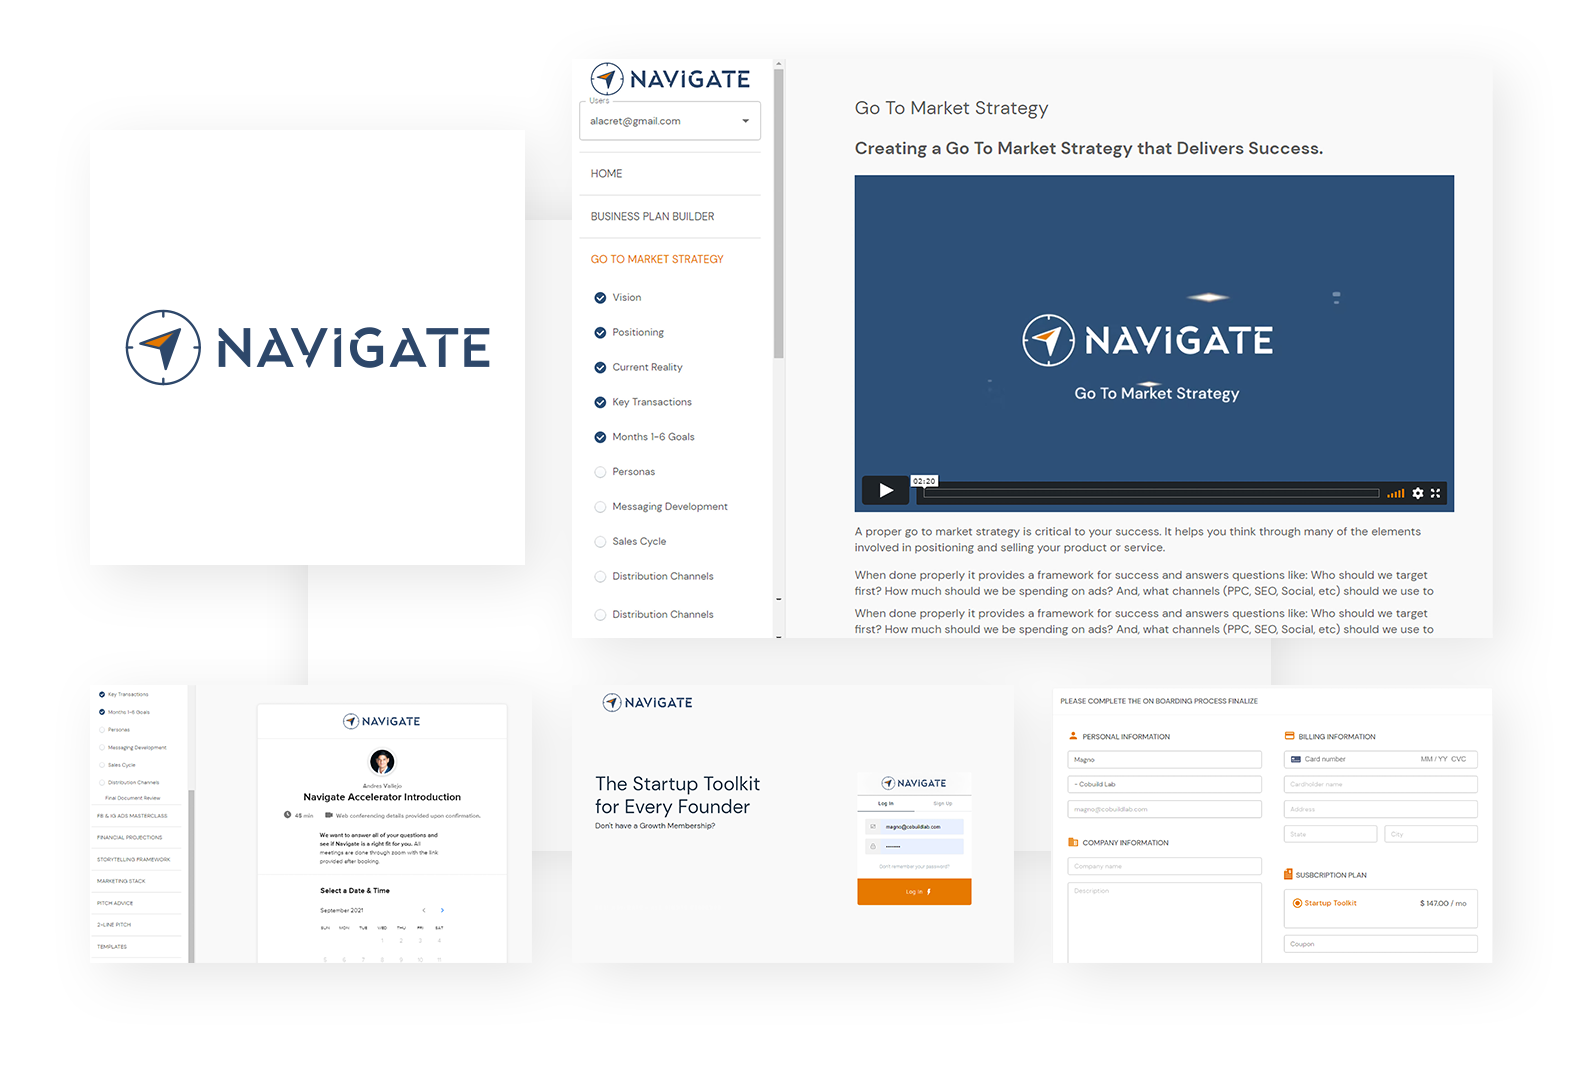 NAVIGATE
NAVIGATE
Users
alacret@gmail.com
HOME
BUSINESS PLAN BUILDER
GO TO MARKET STRATEGY
Vision
Positioning
Current Reality
Key Transactions
Months 1-6 Goals
Personas
Messaging Development
Sales Cycle
Distribution Channels
Distribution Channels
Go To Market Strategy
Creating a Go To Market Strategy that Delivers Success.
NAVIGATE
Go To Market Strategy
02:20
A proper go to market strategy is critical to your success. It helps you think through many of the elements
involved in positioning and selling your product or service.
When done properly it provides a framework for success and answers questions like: Who should we target
first? How much should we be spending on ads? And, what channels (PPC, SEO, Social, etc) should we use to
When done properly it provides a framework for success and answers questions like: Who should we target
first? How much should we be spending on ads? And, what channels (PPC, SEO, Social, etc) should we use to
Key Transactions
Months 1-6 Goals
Personas
Messaging Development
Sales Cycle
Distribution Channels
Final Document Review
FB & IG ADS MASTERCLASS
FINANCIAL PROJECTIONS
STORYTELLING FRAMEWORK
MARKETING STACK
PITCH ADVICE
2-LINE PITCH
TEMPLATES
NAVIGATE
Andres Vallejo
Navigate Accelerator Introduction
45 min
Web conferencing details provided upon confirmation.
We want to answer all of your questions and
see if Navigate is a right fit for you. All
meetings are done through zoom with the link
provided after booking.
Select a Date & Time
September 2021
SUN MON TUE WED THU FRI SAT
1 2 3 4
5 6 7 8 9 10 11
NAVIGATE
The Startup Toolkit
for Every Founder
Don't have a Growth Membership?
NAVIGATE
Log In
Sign Up
magno@cobuildlab.com
Don't remember your password?
Log in
PLEASE COMPLETE THE ON BOARDING PROCESS FINALIZE
PERSONAL INFORMATION
Magno
- Cobuild Lab
magno@cobuildlab.com
COMPANY INFORMATION
Company name
Description
BILLING INFORMATION
Card number
MM / YY CVC
Cardholder name
Address
State
City
SUSBCRIPTION PLAN
Startup Toolkit
$ 147.00 / mo
Coupon